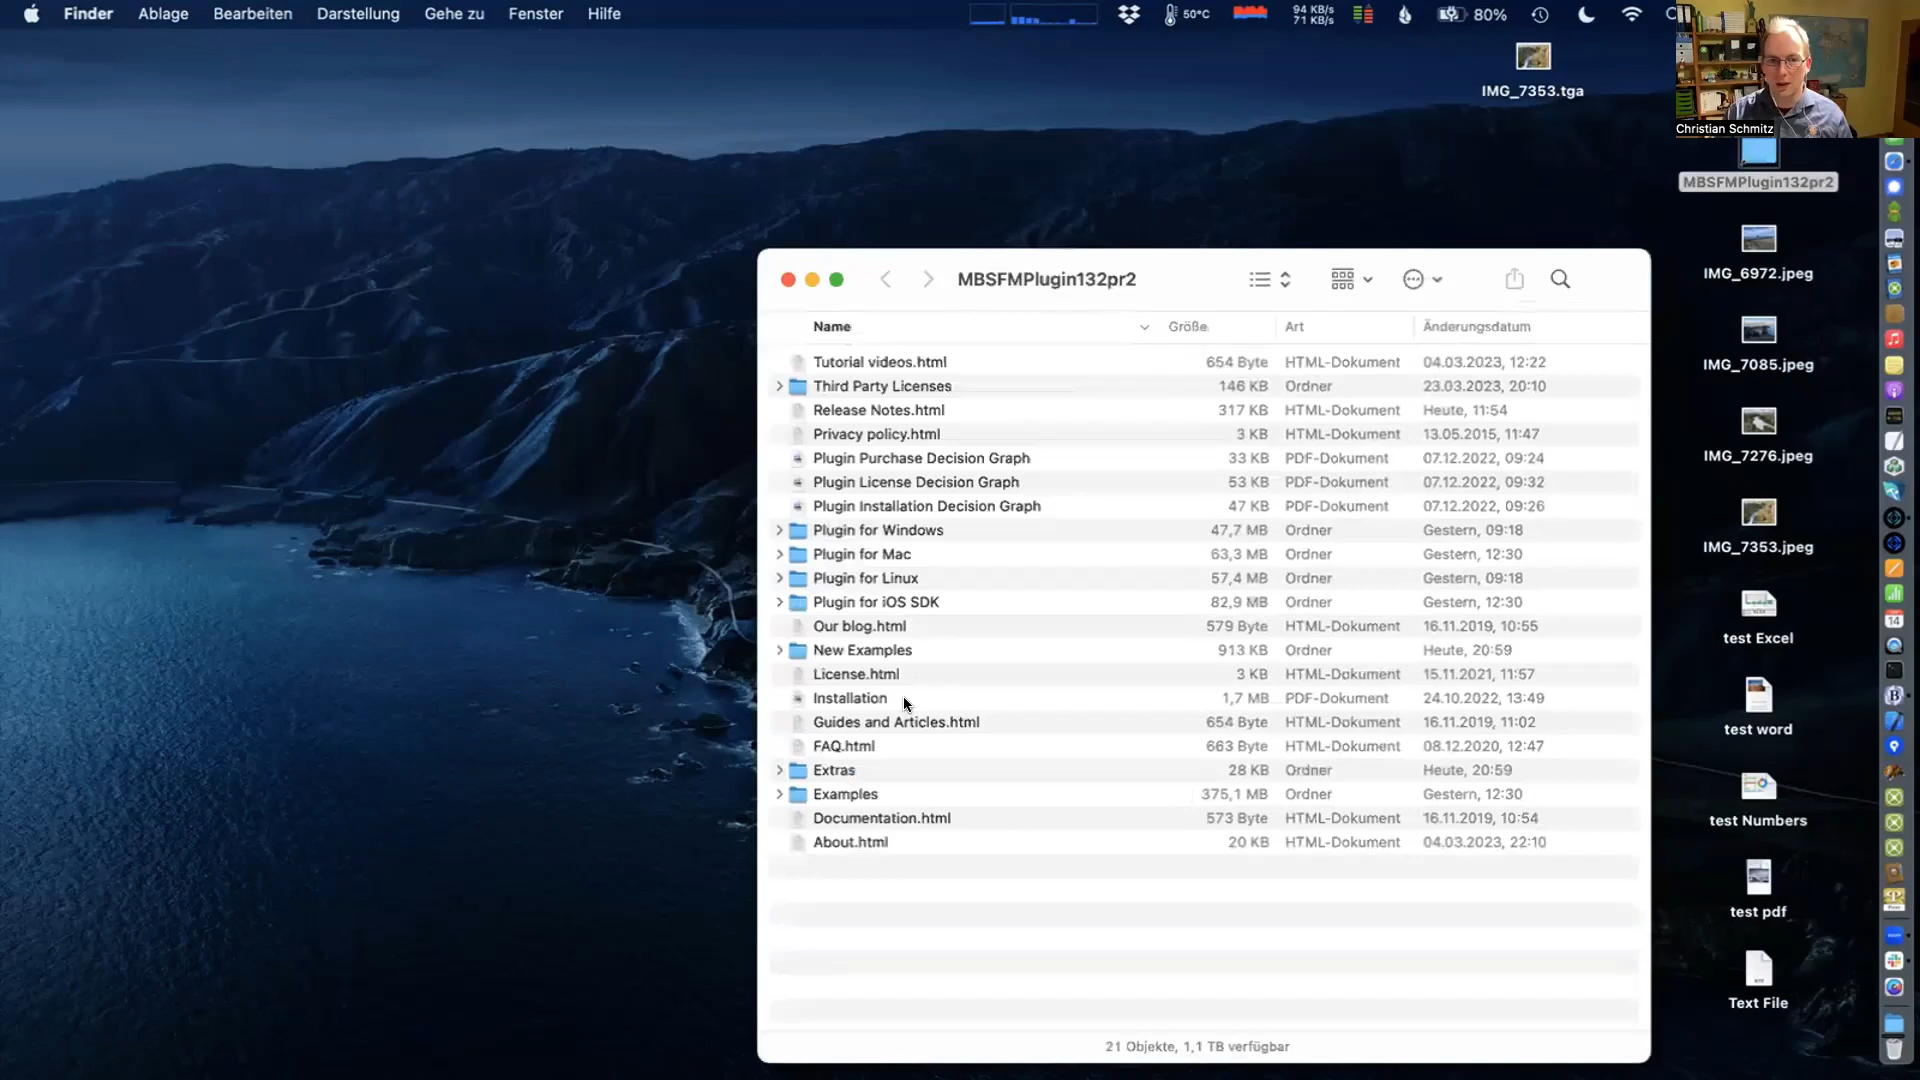 Finder Ablage Bearbeiten Darstellung Gehe zu Fenster Hilfe 50°C 94 KB/s 71 KB/s 80%
IMG_7353.tga
Christian Schmitz
MBSFMPlugin132pr2
IMG_6972.jpeg
IMG_7085.jpeg
IMG_7276.jpeg
IMG_7353.jpeg
test Excel
test word
test Numbers
test pdf
Text File
MBSFMPlugin132pr2
Name Größe Art Änderungsdatum
Tutorial videos.html 654 Byte HTML-Dokument 04.03.2023, 12:22
Third Party Licenses 146 KB Ordner 23.03.2023, 20:10
Release Notes.html 317 KB HTML-Dokument Heute, 11:54
Privacy policy.html 3 KB HTML-Dokument 13.05.2015, 11:47
Plugin Purchase Decision Graph 33 KB PDF-Dokument 07.12.2022, 09:24
Plugin License Decision Graph 53 KB PDF-Dokument 07.12.2022, 09:32
Plugin Installation Decision Graph 47 KB PDF-Dokument 07.12.2022, 09:26
Plugin for Windows 47,7 MB Ordner Gestern, 09:18
Plugin for Mac 63,3 MB Ordner Gestern, 12:30
Plugin for Linux 57,4 MB Ordner Gestern, 09:18
Plugin for iOS SDK 82,9 MB Ordner Gestern, 12:30
Our blog.html 579 Byte HTML-Dokument 16.11.2019, 10:55
New Examples 913 KB Ordner Heute, 20:59
License.html 3 KB HTML-Dokument 15.11.2021, 11:57
Installation 1,7 MB PDF-Dokument 24.10.2022, 13:49
Guides and Articles.html 654 Byte HTML-Dokument 16.11.2019, 11:02
FAQ.html 663 Byte HTML-Dokument 08.12.2020, 12:47
Extras 28 KB Ordner Heute, 20:59
Examples 375,1 MB Ordner Gestern, 12:30
Documentation.html 573 Byte HTML-Dokument 16.11.2019, 10:54
About.html 20 KB HTML-Dokument 04.03.2023, 22:10
21 Objekte, 1,1 TB verfügbar
14